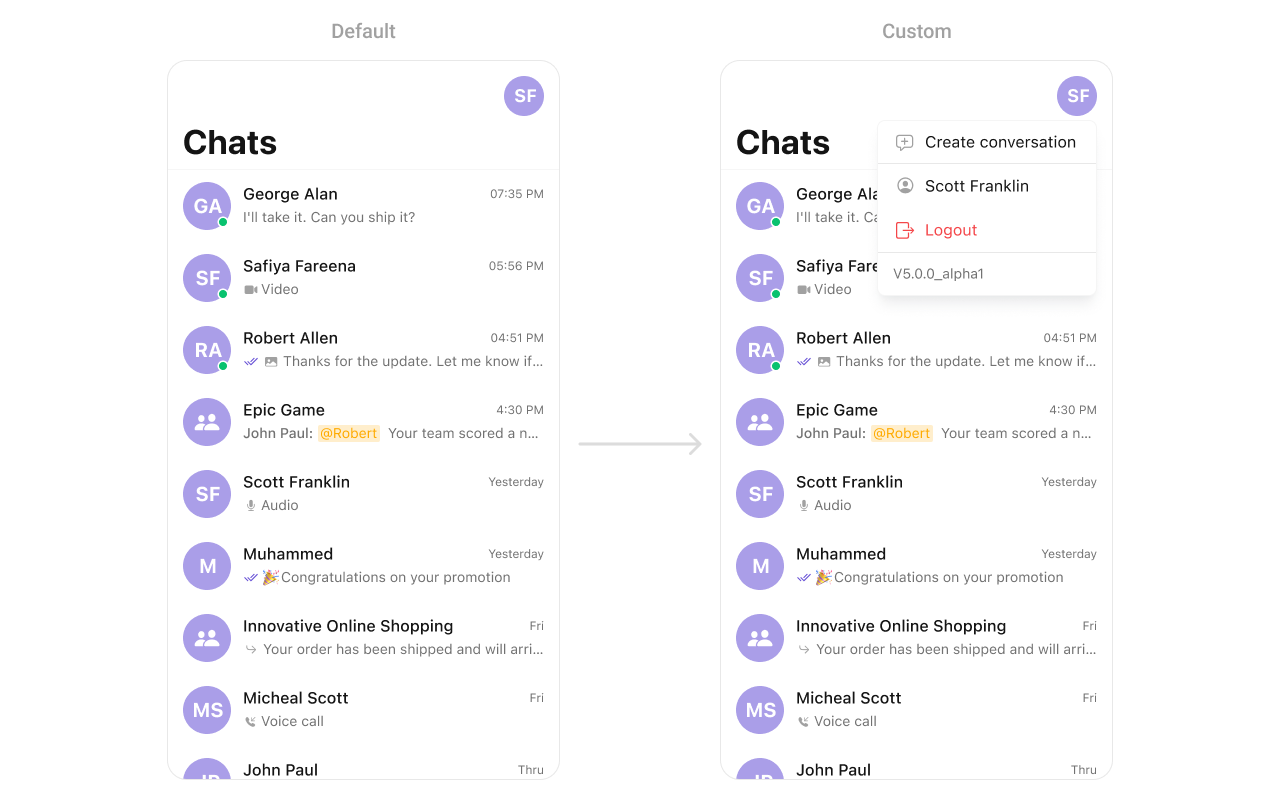 Default
SF
Chats
GA
George Alan
07:35 PM
I'll take it. Can you ship it?
SF
Safiya Fareena
05:56 PM
Video
RA
Robert Allen
04:51 PM
Thanks for the update. Let me know if...
Epic Game
4:30 PM
John Paul: @Robert Your team scored a n...
SF
Scott Franklin
Yesterday
Audio
M
Muhammed
Yesterday
🎉Congratulations on your promotion
Innovative Online Shopping
Fri
Your order has been shipped and will arri...
MS
Micheal Scott
Fri
Voice call
JP
John Paul
Thru
Custom
SF
Chats
Create conversation
Scott Franklin
Logout
V5.0.0_alpha1
GA
George Ala
I'll take it. Ca
SF
Safiya Fare
Video
RA
Robert Allen
04:51 PM
Thanks for the update. Let me know if...
Epic Game
4:30 PM
John Paul: @Robert Your team scored a n...
SF
Scott Franklin
Yesterday
Audio
M
Muhammed
Yesterday
🎉Congratulations on your promotion
Innovative Online Shopping
Fri
Your order has been shipped and will arri...
MS
Micheal Scott
Fri
Voice call
JP
John Paul
Thru